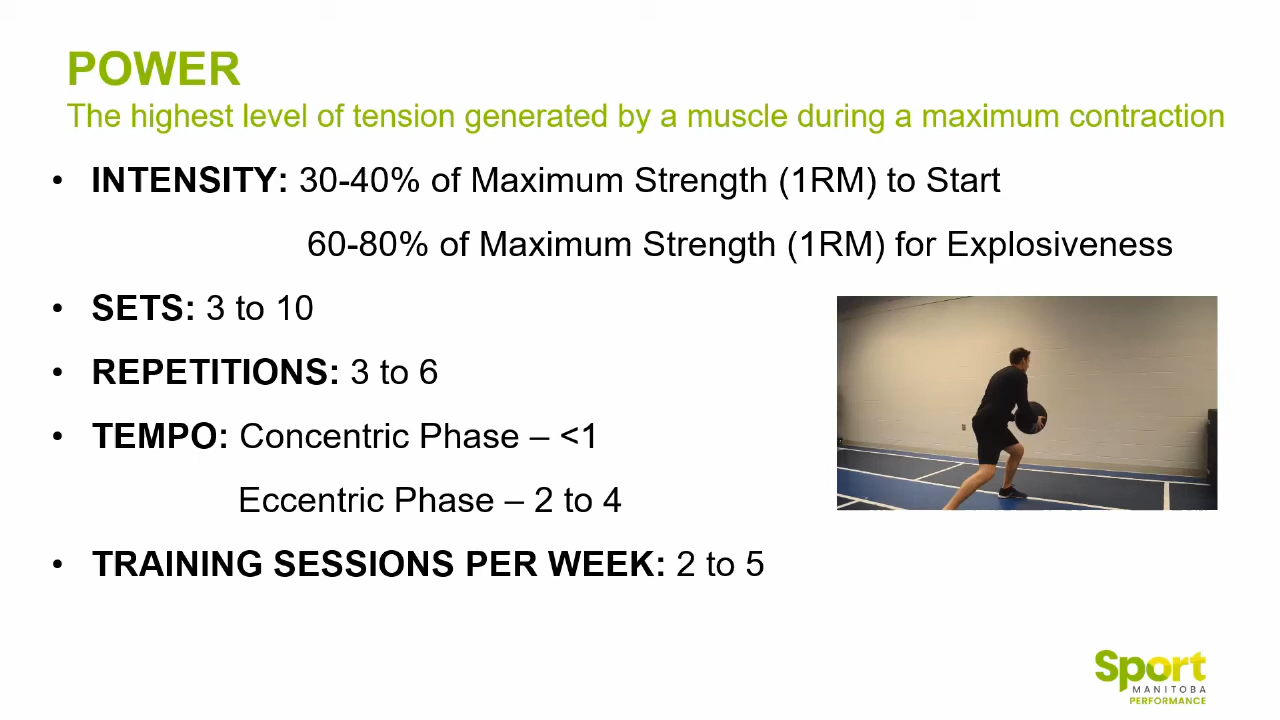 POWER
The highest level of tension generated by a muscle during a maximum contraction
• INTENSITY: 30-40% of Maximum Strength (1RM) to Start
60-80% of Maximum Strength (1RM) for Explosiveness
• SETS: 3 to 10
• REPETITIONS: 3 to 6
• TEMPO: Concentric Phase – <1
Eccentric Phase – 2 to 4
• TRAINING SESSIONS PER WEEK: 2 to 5
Sport
MANITOBA
PERFORMANCE